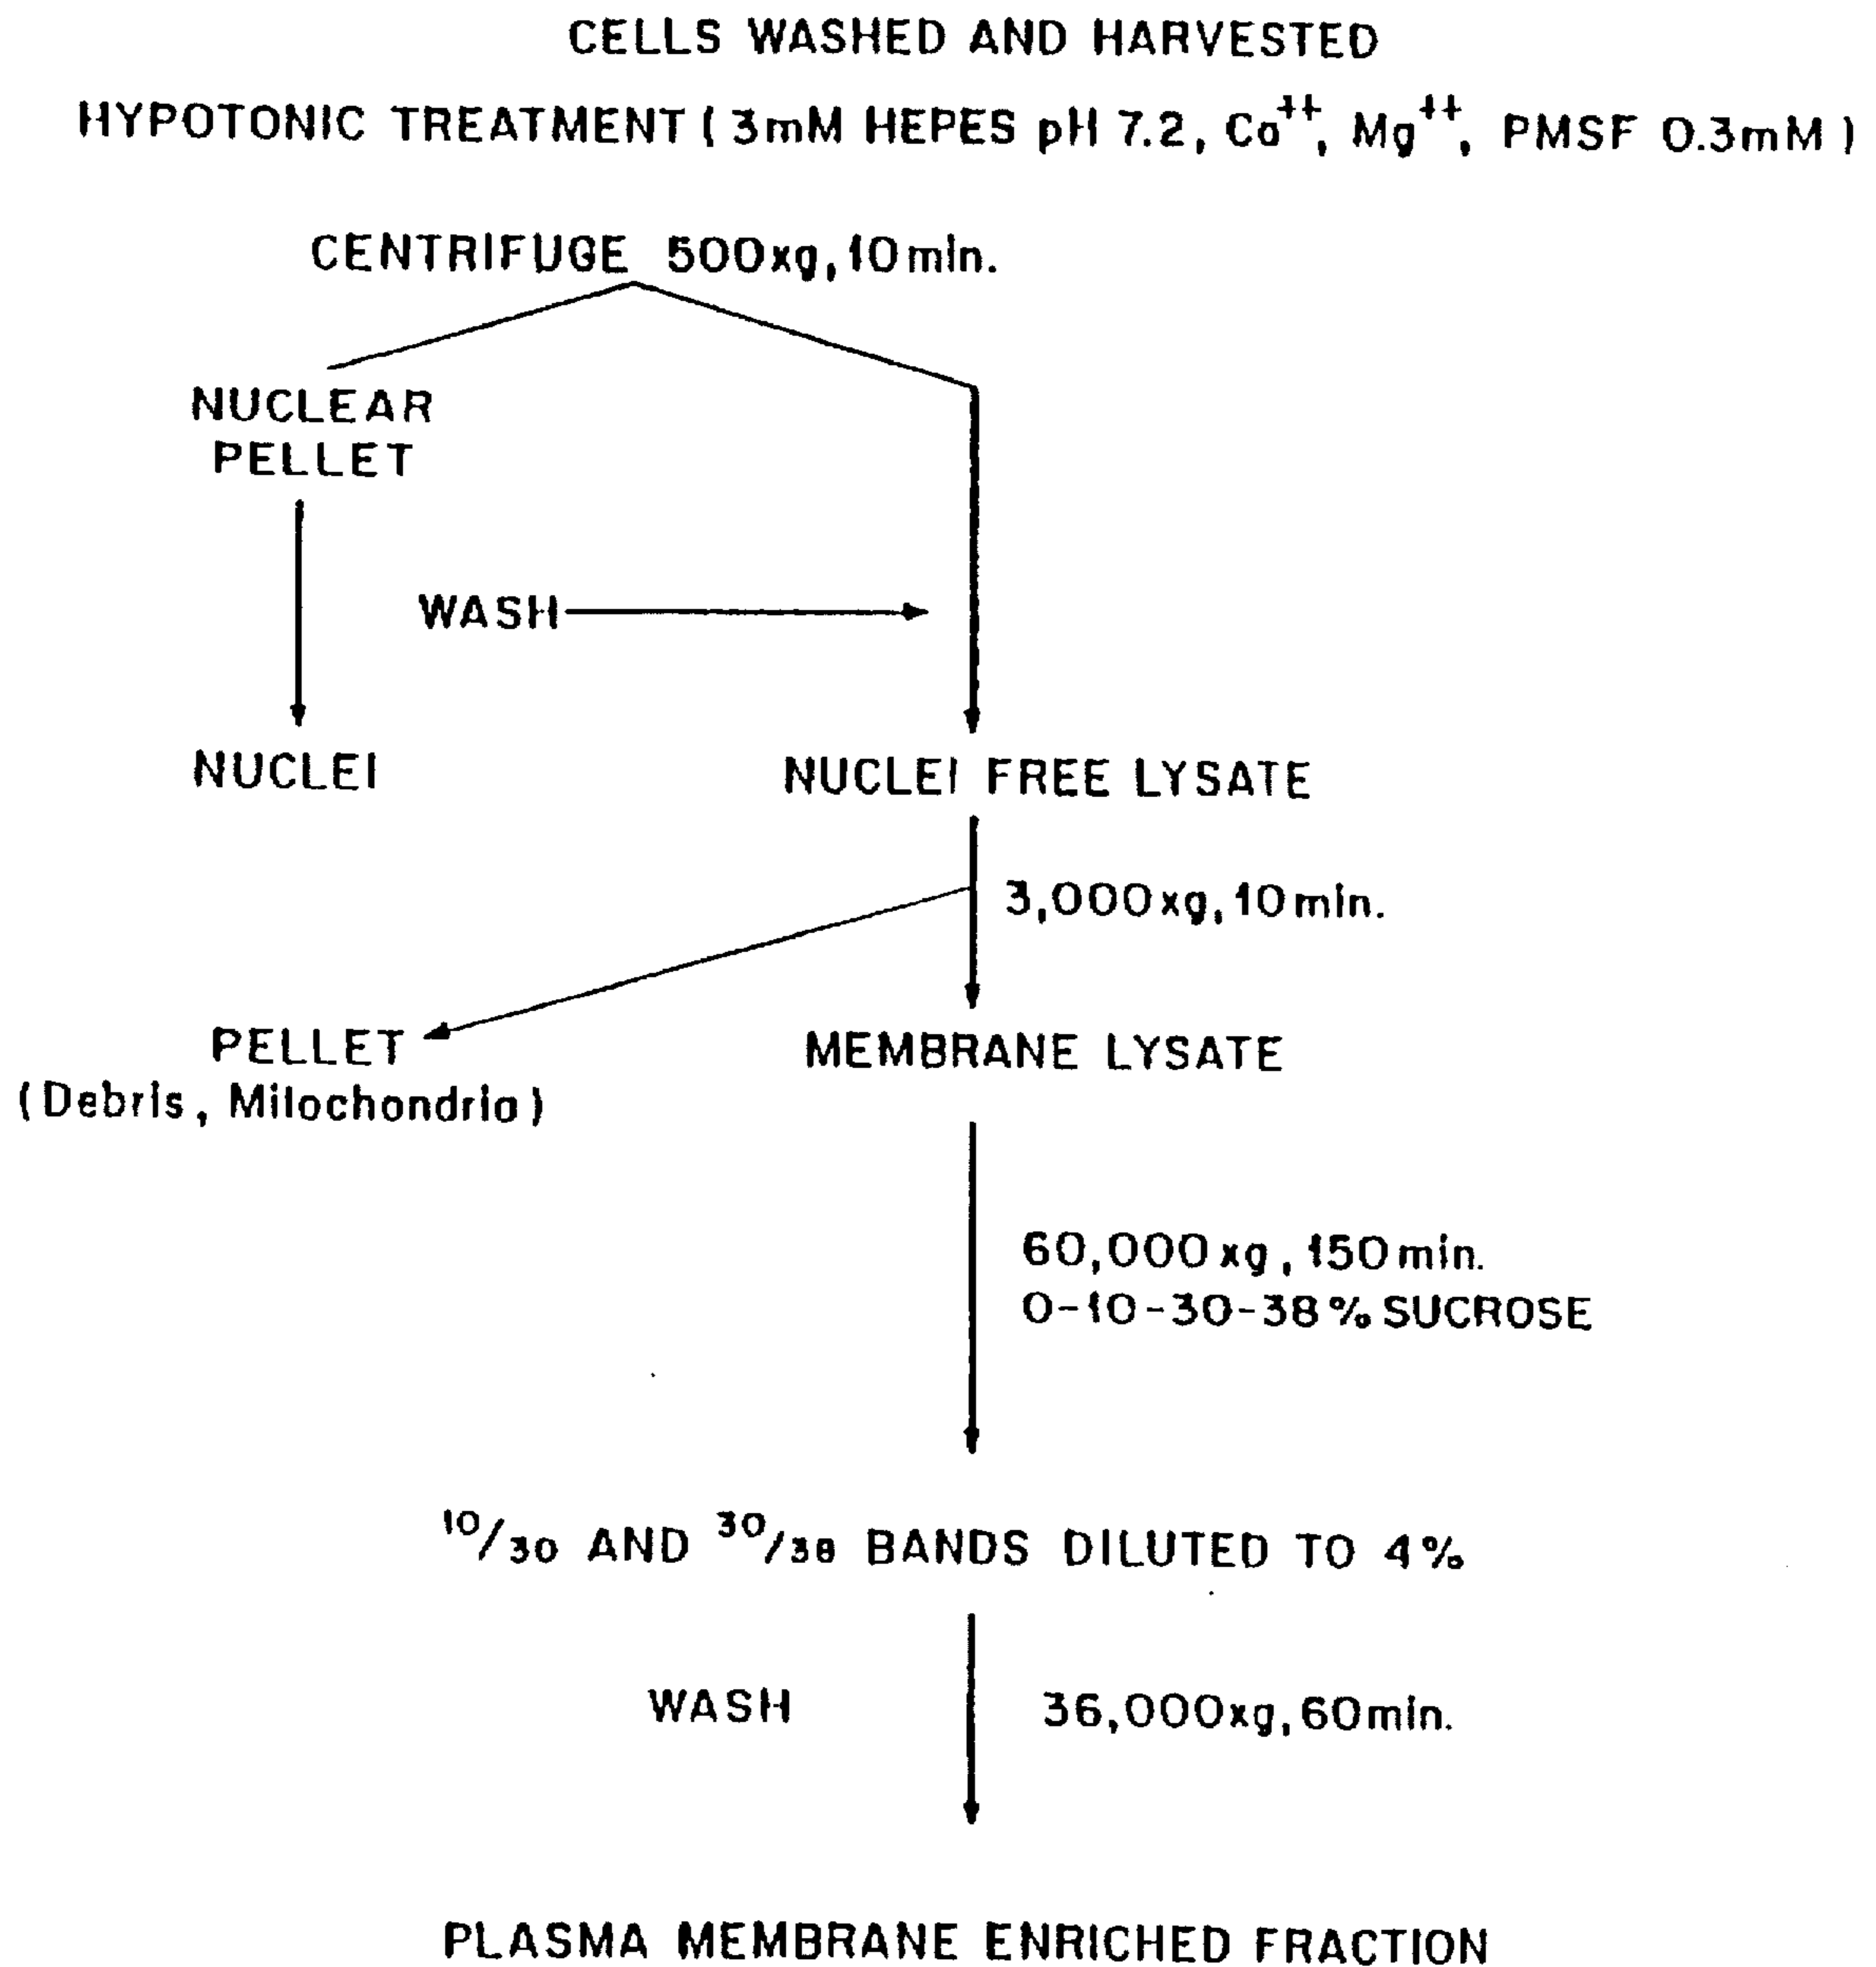 CELLS WASHED AND HARVESTED
HYPOTONIC TREATMENT ( 3mM HEPES pH 7.2, Ca++, Mg++, PMSF 0.3mM )
CENTRIFUGE 500xg, 10 min.
NUCLEAR
PELLET
WASH
NUCLEI
NUCLEI FREE LYSATE
3,000xg, 10 min.
PELLET
(Debris, Mitochondria)
MEMBRANE LYSATE
60,000xg, 150 min.
0-10-30-38% SUCROSE
10/30 AND 30/38 BANDS DILUTED TO 4%
WASH
36,000xg, 60 min.
PLASMA MEMBRANE ENRICHED FRACTION